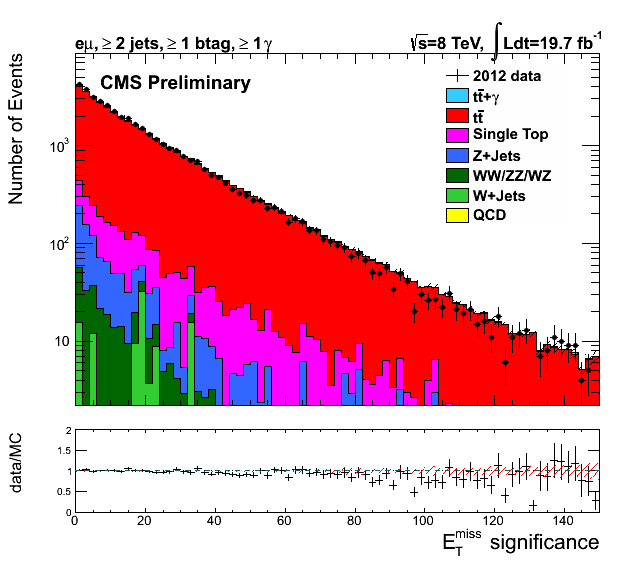 eμ, ≥ 2 jets, ≥ 1 btag, ≥ 1γ
√s=8 TeV, ∫Ldt=19.7 fb⁻¹
CMS Preliminary
2012 data
tt̄+γ
tt̄
Single Top
Z+Jets
WW/ZZ/WZ
W+Jets
QCD
Number of Events
10³
10²
10
data/MC
2
1.5
1
0.5
0
0 20 40 60 80 100 120 140
E_T^miss significance